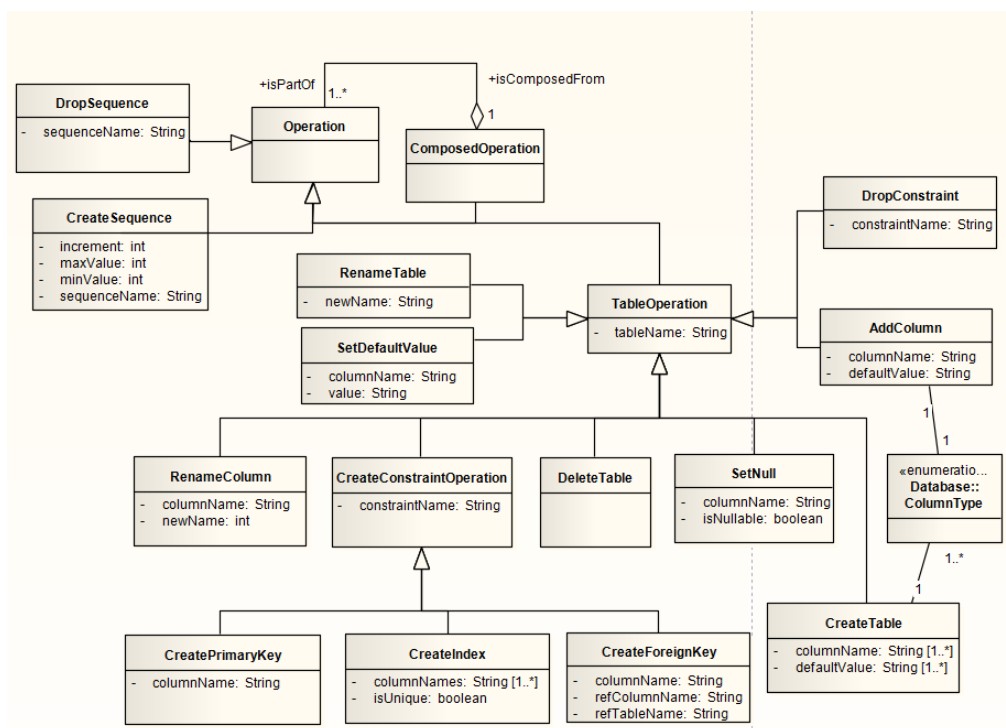 +isPartOf
+isComposedFrom
1..*
1
DropSequence
- sequenceName: String
Operation
ComposedOperation
CreateSequence
- increment: int
- maxValue: int
- minValue: int
- sequenceName: String
DropConstraint
- constraintName: String
RenameTable
- newName: String
TableOperation
- tableName: String
SetDefaultValue
- columnName: String
- value: String
AddColumn
- columnName: String
- defaultValue: String
1
1
RenameColumn
- columnName: String
- newName: int
CreateConstraintOperation
- constraintName: String
DeleteTable
SetNull
- columnName: String
- isNullable: boolean
«enumeratio...
Database::
ColumnType
1..*
1
CreatePrimaryKey
- columnName: String
CreateIndex
- columnNames: String [1..*]
- isUnique: boolean
CreateForeignKey
- columnName: String
- refColumnName: String
- refTableName: String
CreateTable
- columnName: String [1..*]
- defaultValue: String [1..*]